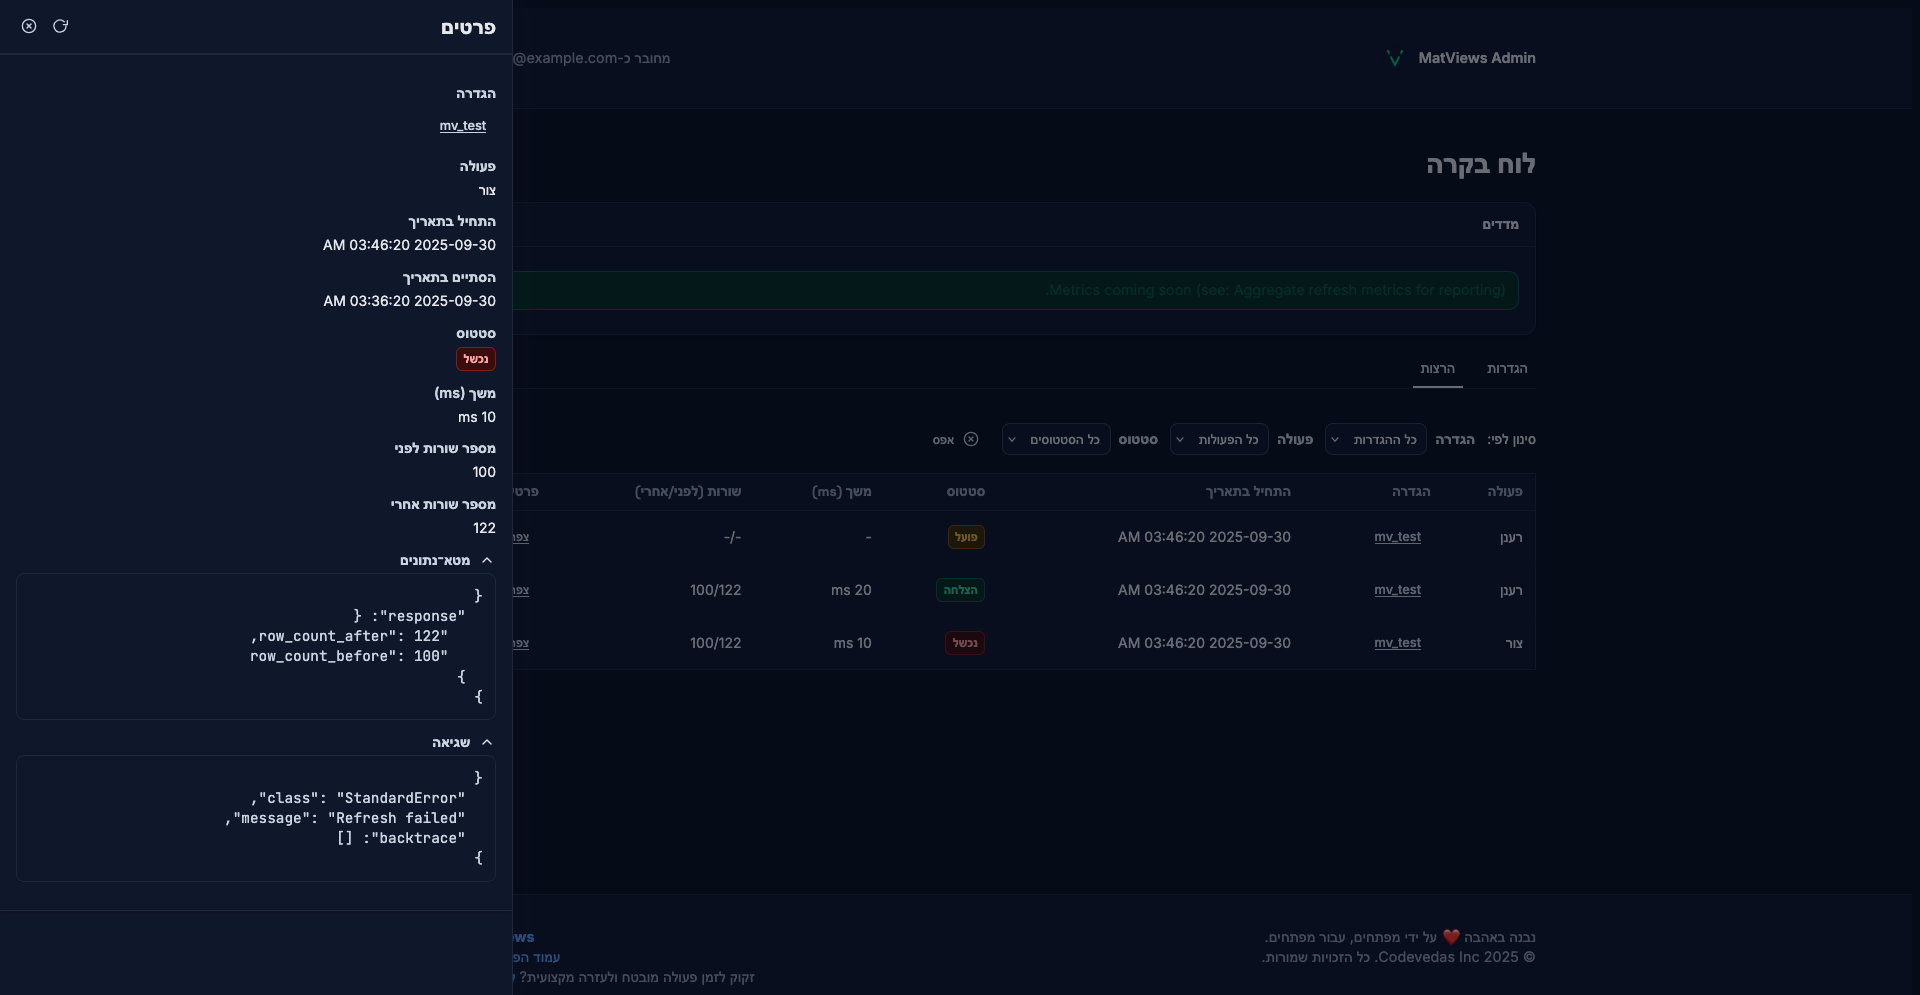 פרטים
הגדרה
mv_test
פעולה
צור
התחיל בתאריך
2025-09-30 03:46:20 AM
הסתיים בתאריך
2025-09-30 03:36:20 AM
סטטוס
נכשל
משך (ms)
10 ms
מספר שורות לפני
100
מספר שורות אחרי
122
מטא־נתונים
{
"response": {
"row_count_after": 122,
"row_count_before": 100
}
}
שגיאה
{
"class": "StandardError",
"message": "Refresh failed",
"backtrace": []
}
MatViews Admin
מחובר כ-@example.com
לוח בקרה
מדדים
Metrics coming soon (see: Aggregate refresh metrics for reporting).
הגדרות הרצות
סינון לפי: הגדרה כל ההגדרות פעולה כל הפעולות סטטוס כל הסטטוסים אפס
פעולה הגדרה התחיל בתאריך סטטוס משך (ms) שורות (לפני/אחרי)
רענן mv_test 2025-09-30 03:46:20 AM פועל - -/-
רענן mv_test 2025-09-30 03:46:20 AM הצלחה 20 ms 100/122
צור mv_test 2025-09-30 03:46:20 AM נכשל 10 ms 100/122
נבנה באהבה ❤️ על ידי מפתחים, עבור מפתחים.
© 2025 Codevedas Inc. כל הזכויות שמורות.
עמוד
זקוק לזמן פעולה מובטח ולעזרה מקצועית?